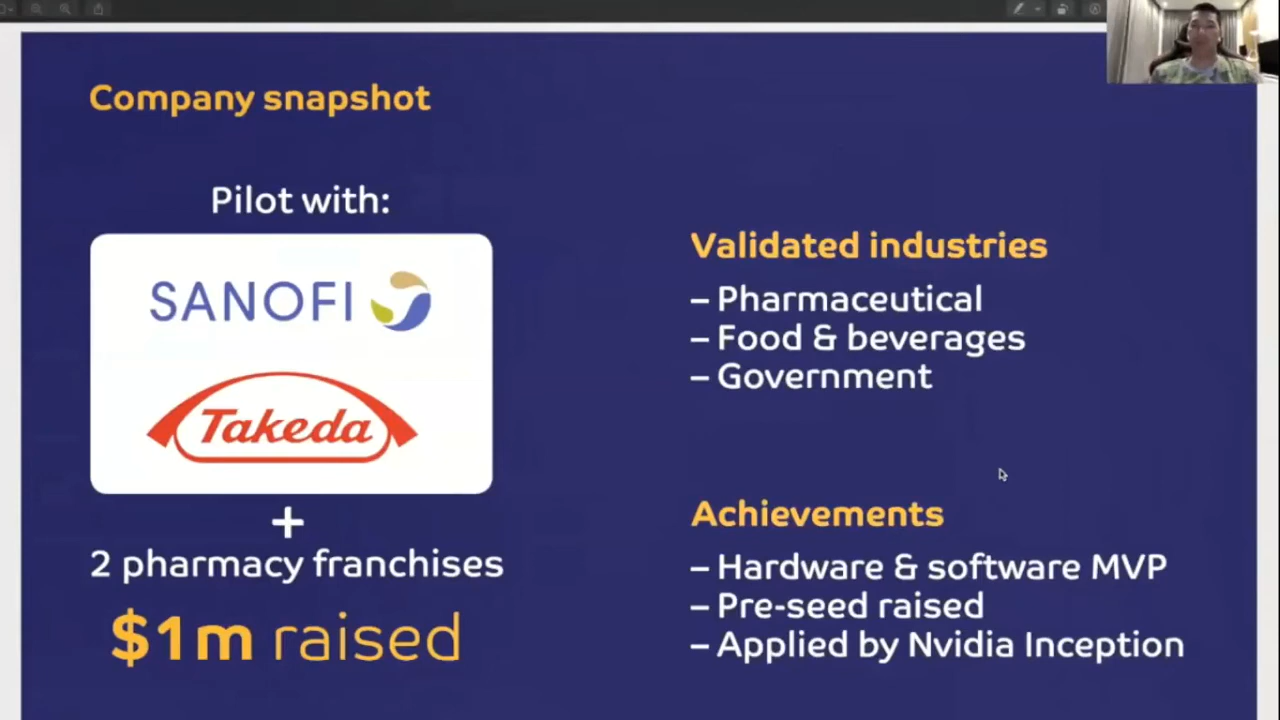 Company snapshot
Pilot with:
SANOFI
Takeda
+
2 pharmacy franchises
$1m raised
Validated industries
– Pharmaceutical
– Food & beverages
– Government
Achievements
– Hardware & software MVP
– Pre-seed raised
– Applied by Nvidia Inception